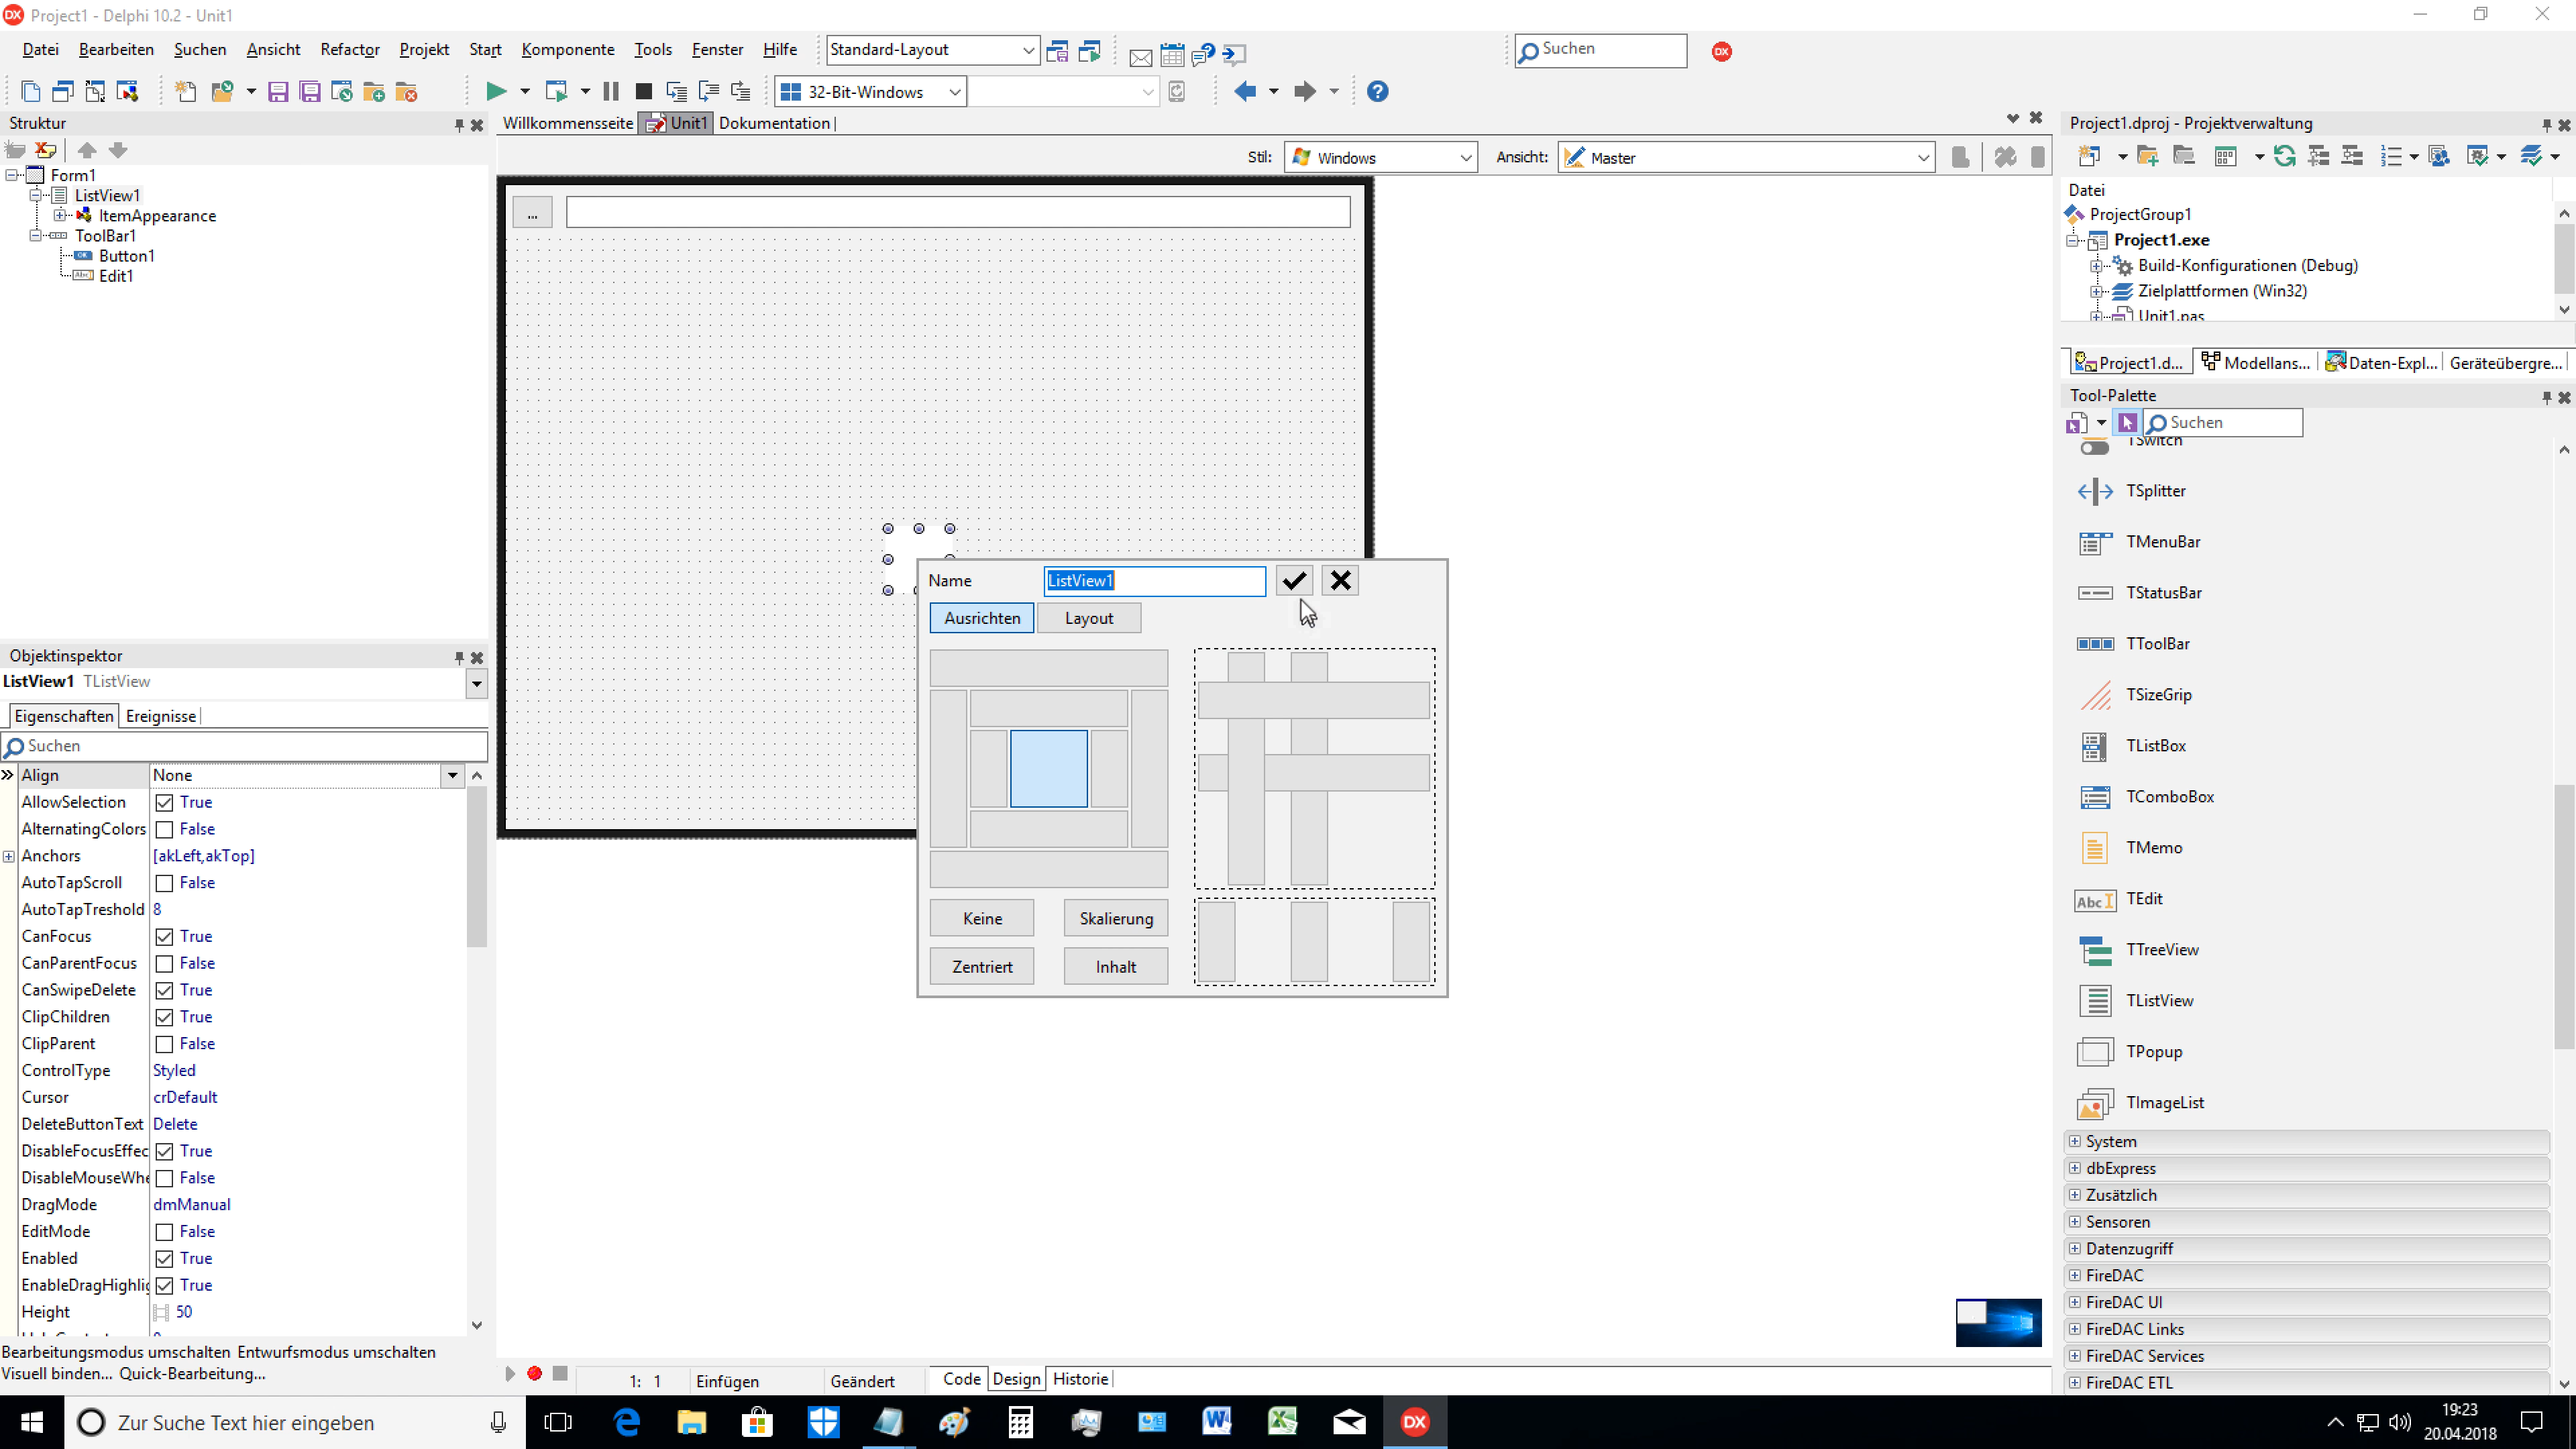 Project1 - Delphi 10.2 - Unit1
Datei Bearbeiten Suchen Ansicht Refactor Projekt Start Komponente Tools Fenster Hilfe Standard-Layout Suchen DX
32-Bit-Windows
Struktur
Form1
ListView1
ItemAppearance
ToolBar1
Button1
Edit1
Willkommensseite Unit1 Dokumentation
Stil: Windows Ansicht: Master
...
Name ListView1
Ausrichten Layout
Keine Skalierung
Zentriert Inhalt
Objektinspektor
ListView1 TListView
Eigenschaften Ereignisse
Suchen
Align None
AllowSelection True
AlternatingColors False
Anchors [akLeft,akTop]
AutoTapScroll False
AutoTapTreshold 8
CanFocus True
CanParentFocus False
CanSwipeDelete True
ClipChildren True
ClipParent False
ControlType Styled
Cursor crDefault
DeleteButtonText Delete
DisableFocusEffec True
DisableMouseWhe False
DragMode dmManual
EditMode False
Enabled True
EnableDragHighlig True
Height 50
Bearbeitungsmodus umschalten Entwurfsmodus umschalten
Visuell binden... Quick-Bearbeitung...
1: 1 Einfügen Geändert Code Design Historie
Project1.dproj - Projektverwaltung
Datei
ProjectGroup1
Project1.exe
Build-Konfigurationen (Debug)
Zielplattformen (Win32)
Unit1.pas
Project1.d... Modellans... Daten-Expl... Geräteübergre...
Tool-Palette
Suchen
TSwitch
TSplitter
TMenuBar
TStatusBar
TToolBar
TSizeGrip
TListBox
TComboBox
TMemo
TEdit
TTreeView
TListView
TPopup
TImageList
System
dbExpress
Zusätzlich
Sensoren
Datenzugriff
FireDAC
FireDAC UI
FireDAC Links
FireDAC Services
FireDAC ETL
Zur Suche Text hier eingeben
DX
19:23
20.04.2018